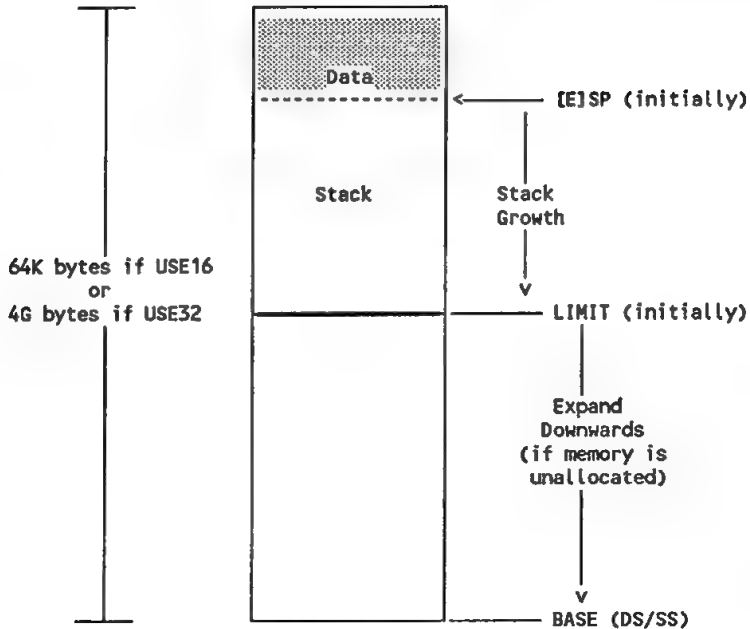 Data
[E]SP (initially)
Stack
Stack
Growth
64K bytes if USE16
or
4G bytes if USE32
LIMIT (initially)
Expand
Downwards
(if memory is
unallocated)
BASE (DS/SS)